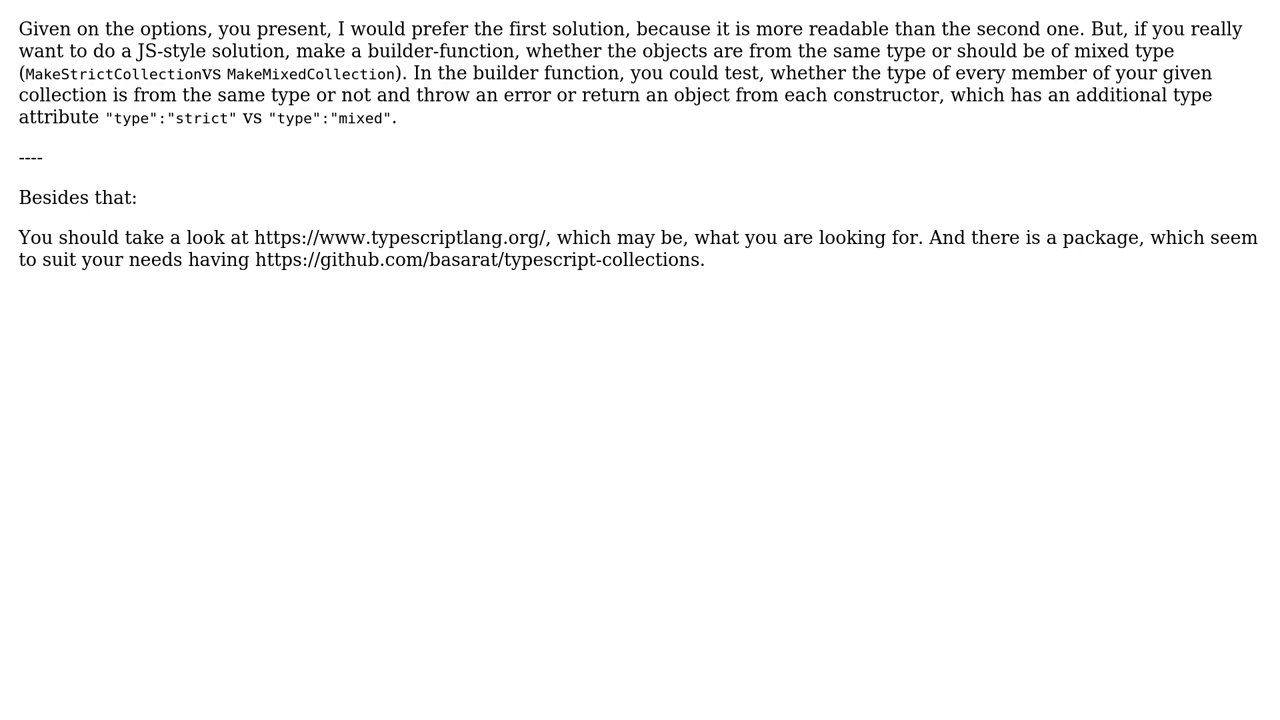 Given on the options, you present, I would prefer the first solution, because it is more readable than the second one. But, if you really
want to do a JS-style solution, make a builder-function, whether the objects are from the same type or should be of mixed type
(MakeStrictCollectionvs MakeMixedCollection). In the builder function, you could test, whether the type of every member of your given
collection is from the same type or not and throw an error or return an object from each constructor, which has an additional type
attribute "type":"strict" vs "type":"mixed".
----
Besides that:
You should take a look at https://www.typescriptlang.org/, which may be, what you are looking for. And there is a package, which seem
to suit your needs having https://github.com/basarat/typescript-collections.